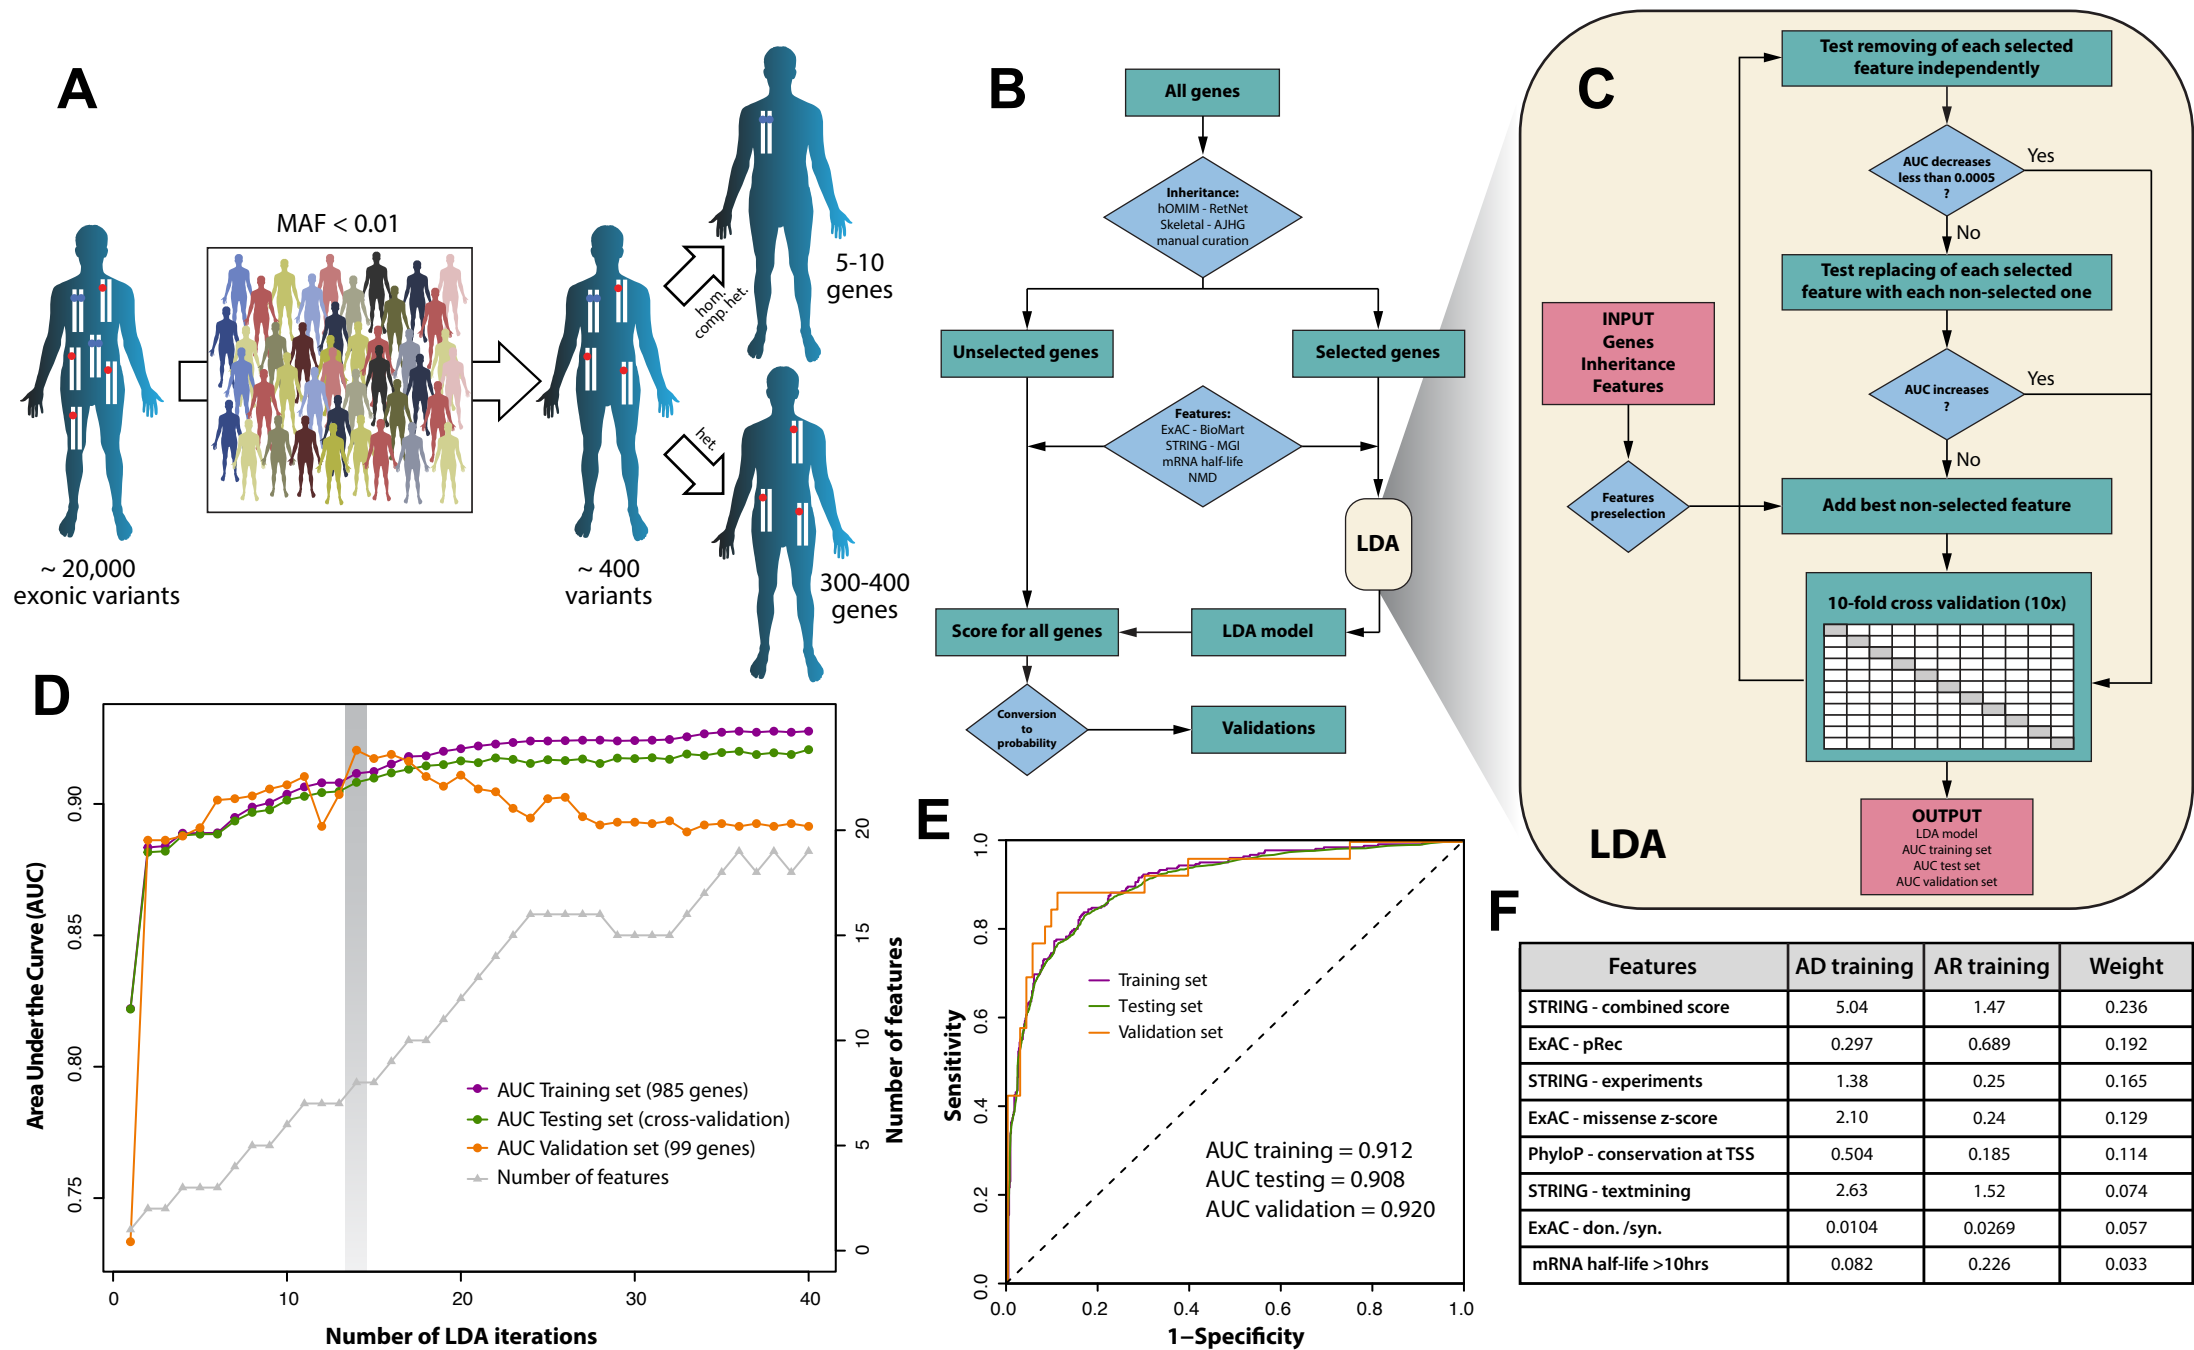 A
MAF < 0.01
~ 20,000
exonic variants
~ 400
variants
hom.
comp. het.
het.
5-10
genes
300-400
genes
B
All genes
Inheritance:
hOMIM - RetNet
Skeletal - AJHG
manual curation
Unselected genes
Selected genes
Features:
ExAC - BioMart
STRING - MGI
mRNA half-life
NMD
LDA
Score for all genes
LDA model
Conversion
to
probability
Validations
C
Test removing of each selected
feature independently
AUC decreases
less than 0.0005
?
Yes
No
Test replacing of each selected
feature with each non-selected one
INPUT
Genes
Inheritance
Features
AUC increases
?
Yes
No
Features
preselection
Add best non-selected feature
10-fold cross validation (10x)
OUTPUT
LDA model
AUC training set
AUC test set
AUC validation set
LDA
D
Area Under the Curve (AUC)
0.90
0.85
0.80
0.75
20
15
10
5
0
Number of features
AUC Training set (985 genes)
AUC Testing set (cross-validation)
AUC Validation set (99 genes)
Number of features
0 10 20 30 40
Number of LDA iterations
E
Sensitivity
1.0
0.8
0.6
0.4
0.2
0.0
Training set
Testing set
Validation set
AUC training = 0.912
AUC testing = 0.908
AUC validation = 0.920
0.0 0.2 0.4 0.6 0.8 1.0
1−Specificity
F
Features AD training AR training Weight
STRING - combined score 5.04 1.47 0.236
ExAC - pRec 0.297 0.689 0.192
STRING - experiments 1.38 0.25 0.165
ExAC - missense z-score 2.10 0.24 0.129
PhyloP - conservation at TSS 0.504 0.185 0.114
STRING - textmining 2.63 1.52 0.074
ExAC - don. /syn. 0.0104 0.0269 0.057
mRNA half-life >10hrs 0.082 0.226 0.033